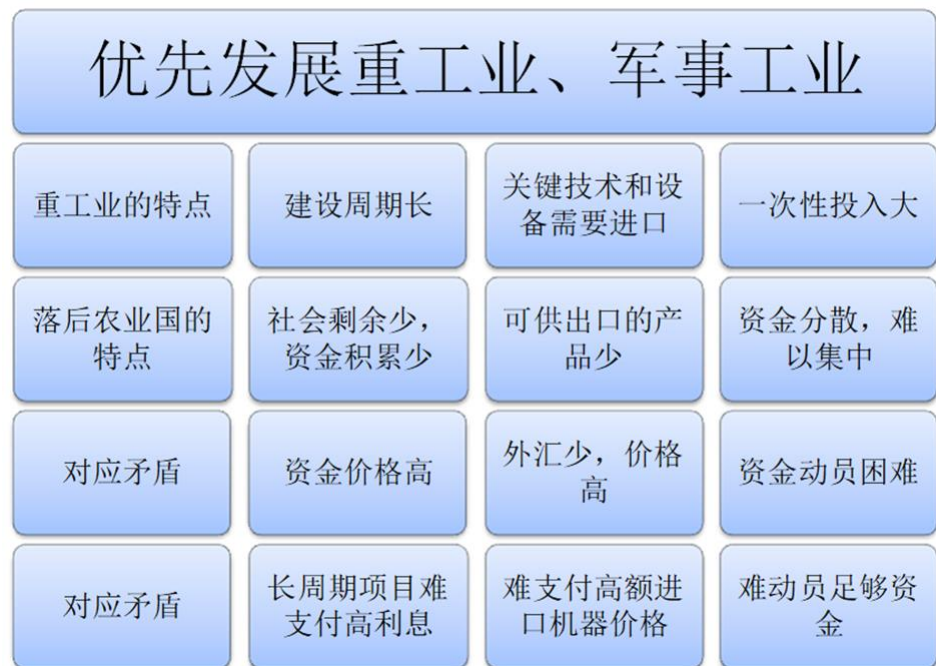 优先发展重工业、军事工业
重工业的特点
建设周期长
关键技术和设
备需要进口
一次性投入大
落后农业国的
特点
社会剩余少，
资金积累少
可供出口的产
品少
资金分散，难
以集中
对应矛盾
资金价格高
外汇少，价格
高
资金动员困难
对应矛盾
长周期项目难
支付高利息
难支付高额进
口机器价格
难动员足够资
金